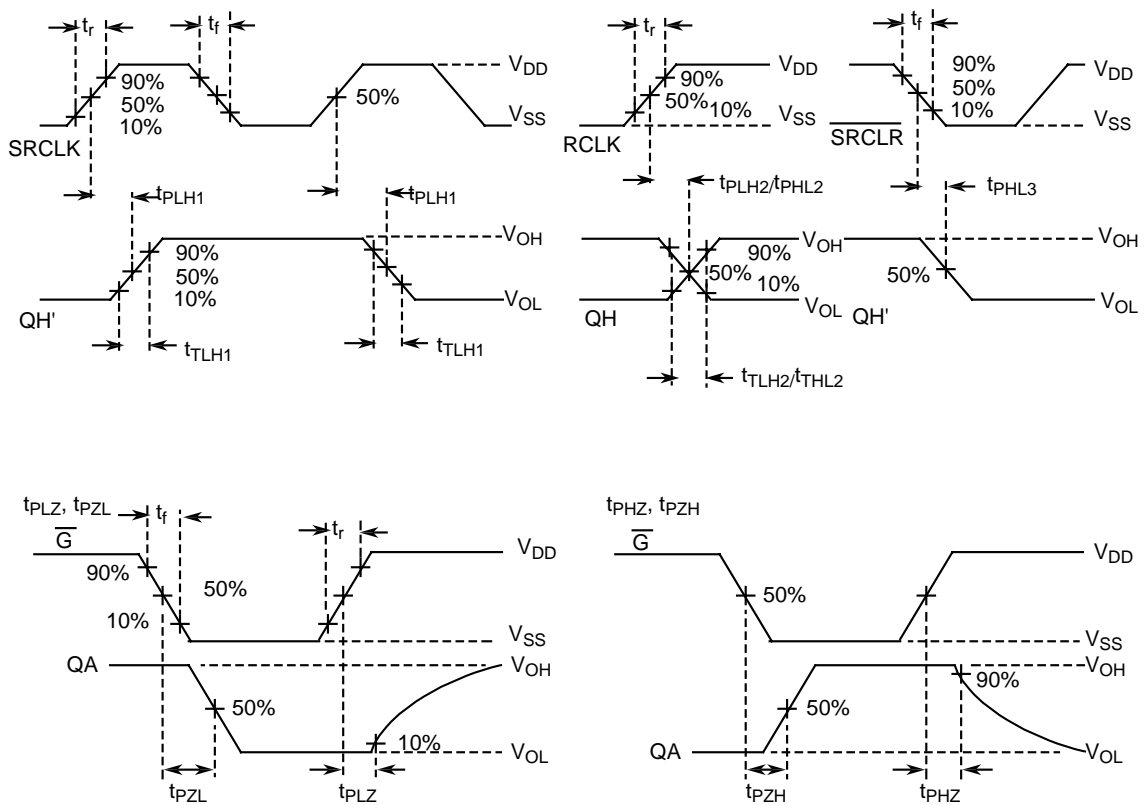 tr
tf
90%
50%
10%
50%
VDD
VSS
SRCLK
tPLH1
tPLH1
VOH
90%
50%
10%
VOL
QH'
tTLH1
tTLH1
tr
90%
50%
10%
VDD
VSS
RCLK
tf
90%
50%
10%
VDD
VSS
SRCLR
tPLH2/tPHL2
tPHL3
VOH
90%
50%
10%
VOL
QH
VOH
50%
VOL
QH'
tTLH2/tTHL2
tPLZ, tPZL
G
tf
tr
90%
50%
10%
VDD
VSS
QA
VOH
50%
10%
VOL
tPZL
tPLZ
tPHZ, tPZH
G
50%
VDD
VSS
VOH
90%
50%
QA
VOL
tPZH
tPHZ